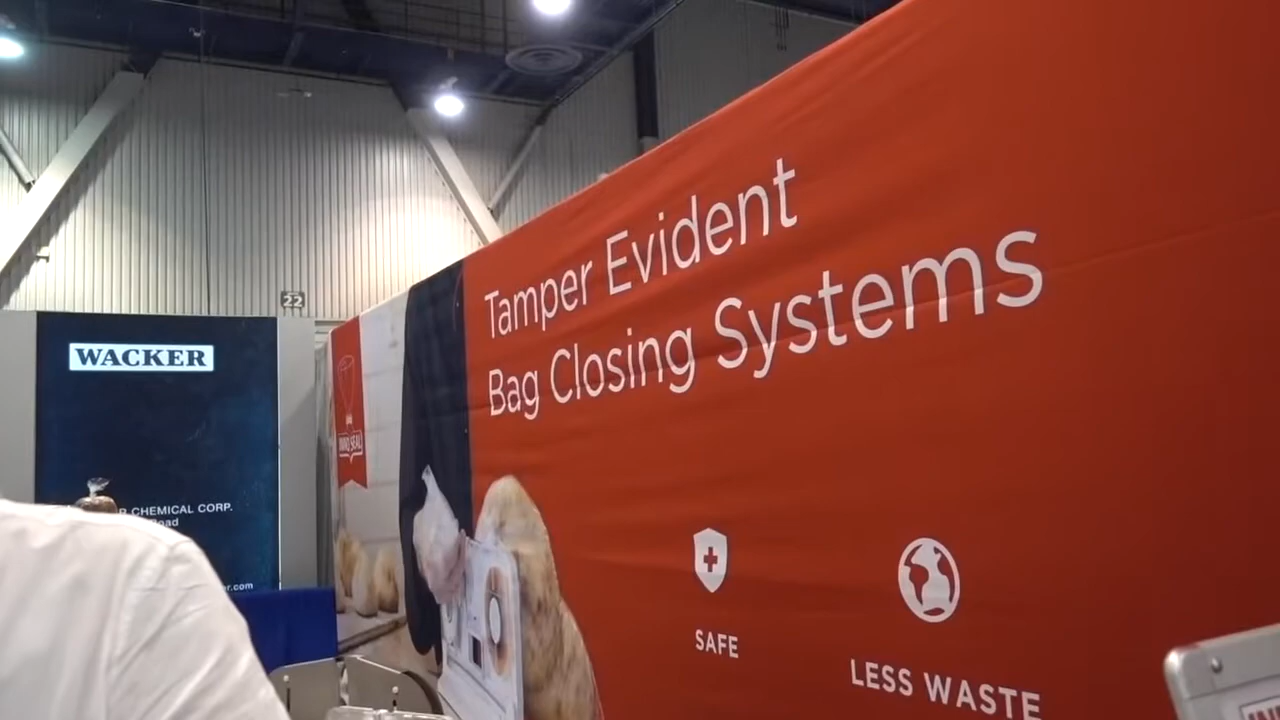 22
WACKER
CHEMICAL CORP.
Tamper Evident
Bag Closing Systems
SAFE
LESS WASTE